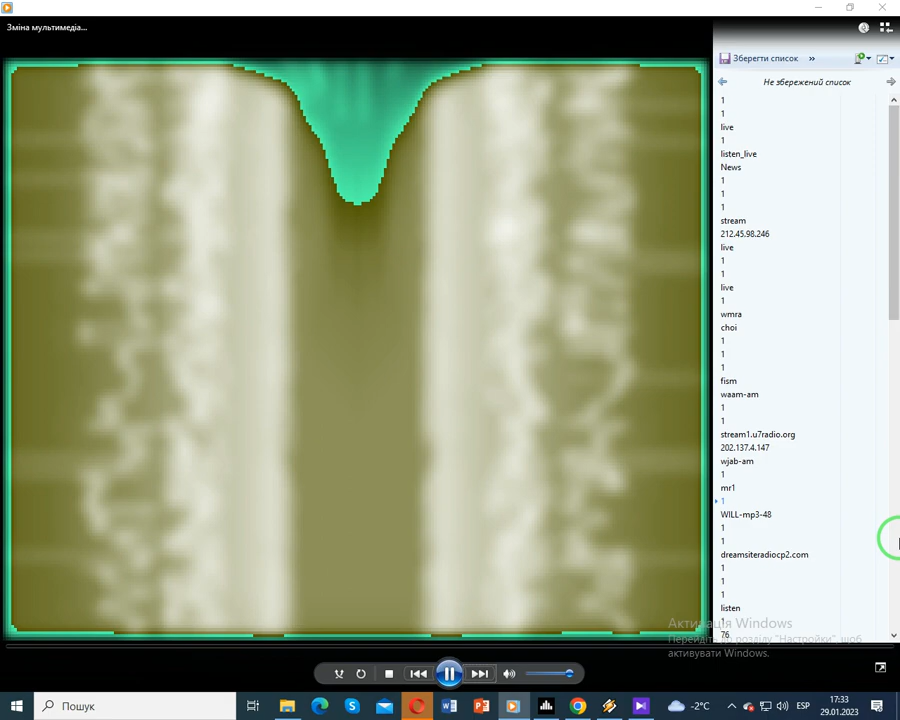 Зміна мультимедіа...
Зберегти список »
Не збережений список
1
1
live
1
listen_live
News
1
1
1
stream
212.45.98.246
live
1
1
live
1
wmra
choi
1
1
1
fism
waam-am
1
1
stream1.u7radio.org
202.137.4.147
wjab-am
1
mr1
1
WILL-mp3-48
1
1
dreamsiteradiocp2.com
1
1
1
listen
1
76
Активація Windows
Перейдіть до розділу "Настройки", щоб
активувати Windows.
Пошук
-2°C
ESP
17:33
29.01.2023